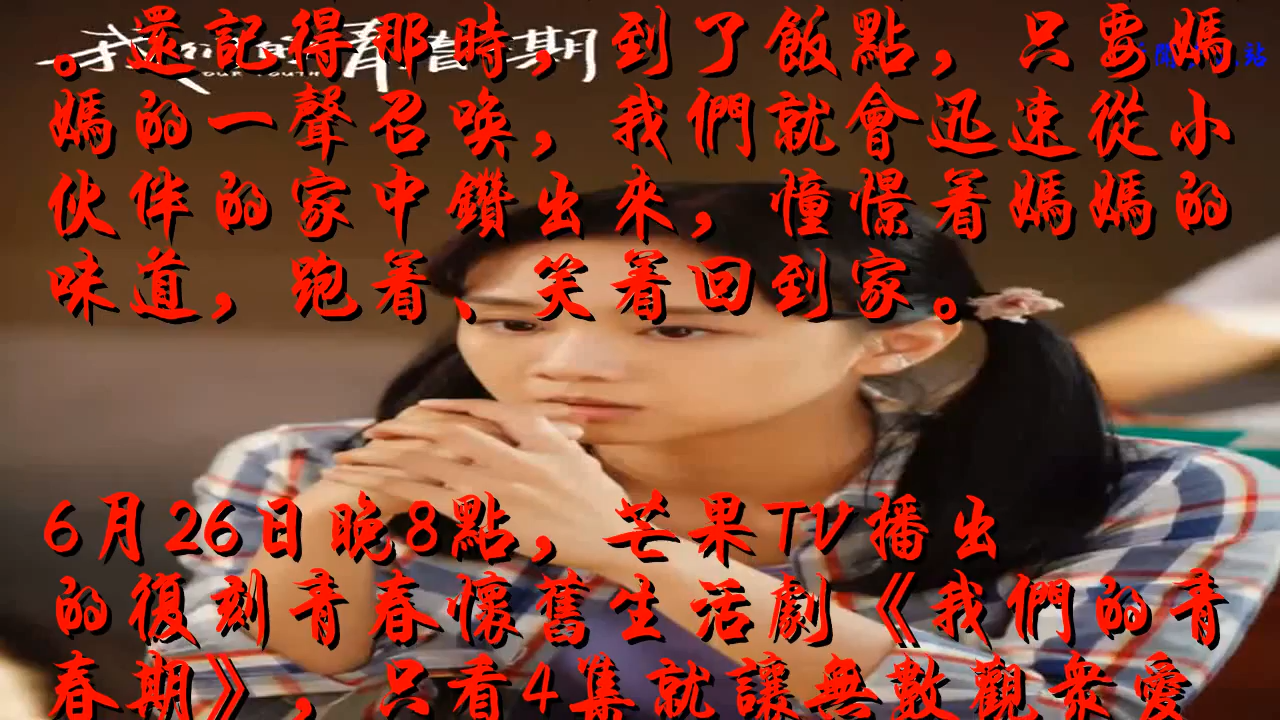 。還記得那時，到了飯點，只要媽
媽的一聲召喚，我們就會迅速從小
伙伴的家中鑽出來，憧憬着媽媽的
味道，跑着、笑着回到家。
6月26日晚8點，芒果TV播出
的復刻青春懷舊生活劇《我們的青
春期》，只看4集就讓無數觀衆愛
OUR YOUTH
站